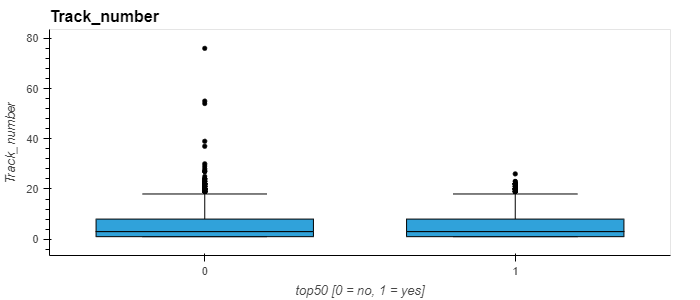 Track_number
80
60
40
20
0
Track_number
0
1
top50 [0 = no, 1 = yes]